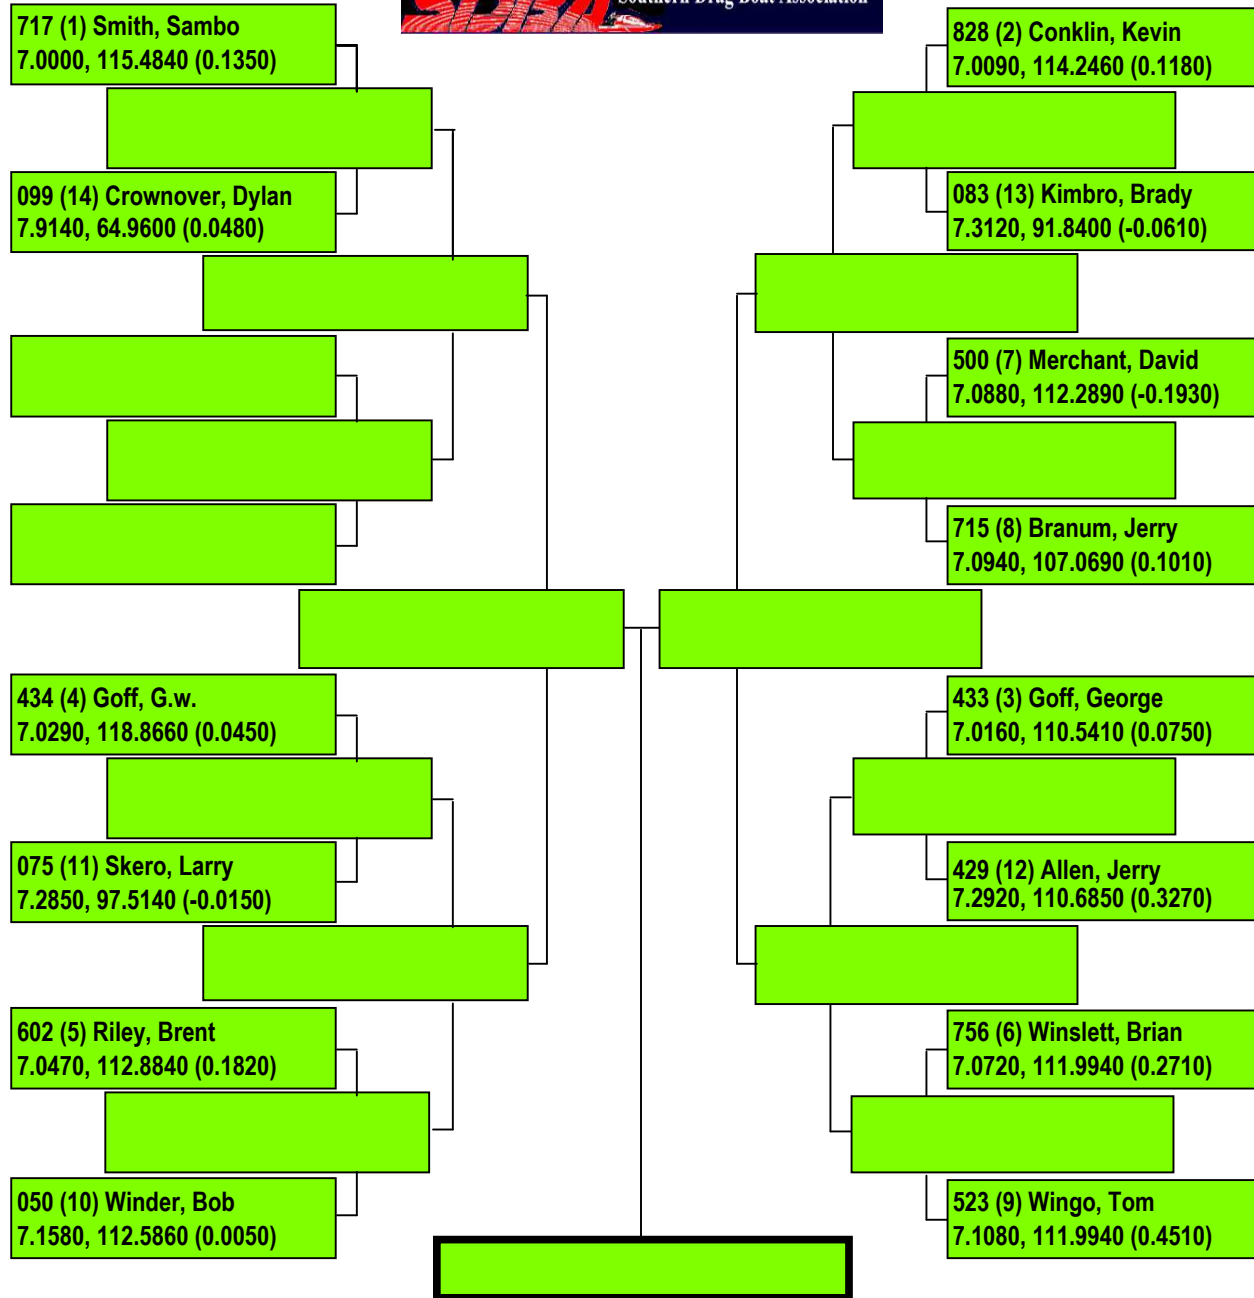 Southern Drag Boat Association
717 (1) Smith, Sambo
7.0000, 115.4840 (0.1350)
099 (14) Crownover, Dylan
7.9140, 64.9600 (0.0480)
434 (4) Goff, G.w.
7.0290, 118.8660 (0.0450)
075 (11) Skero, Larry
7.2850, 97.5140 (-0.0150)
602 (5) Riley, Brent
7.0470, 112.8840 (0.1820)
050 (10) Winder, Bob
7.1580, 112.5860 (0.0050)
828 (2) Conklin, Kevin
7.0090, 114.2460 (0.1180)
083 (13) Kimbro, Brady
7.3120, 91.8400 (-0.0610)
500 (7) Merchant, David
7.0880, 112.2890 (-0.1930)
715 (8) Branum, Jerry
7.0940, 107.0690 (0.1010)
433 (3) Goff, George
7.0160, 110.5410 (0.0750)
429 (12) Allen, Jerry
7.2920, 110.6850 (0.3270)
756 (6) Winslett, Brian
7.0720, 111.9940 (0.2710)
523 (9) Wingo, Tom
7.1080, 111.9940 (0.4510)